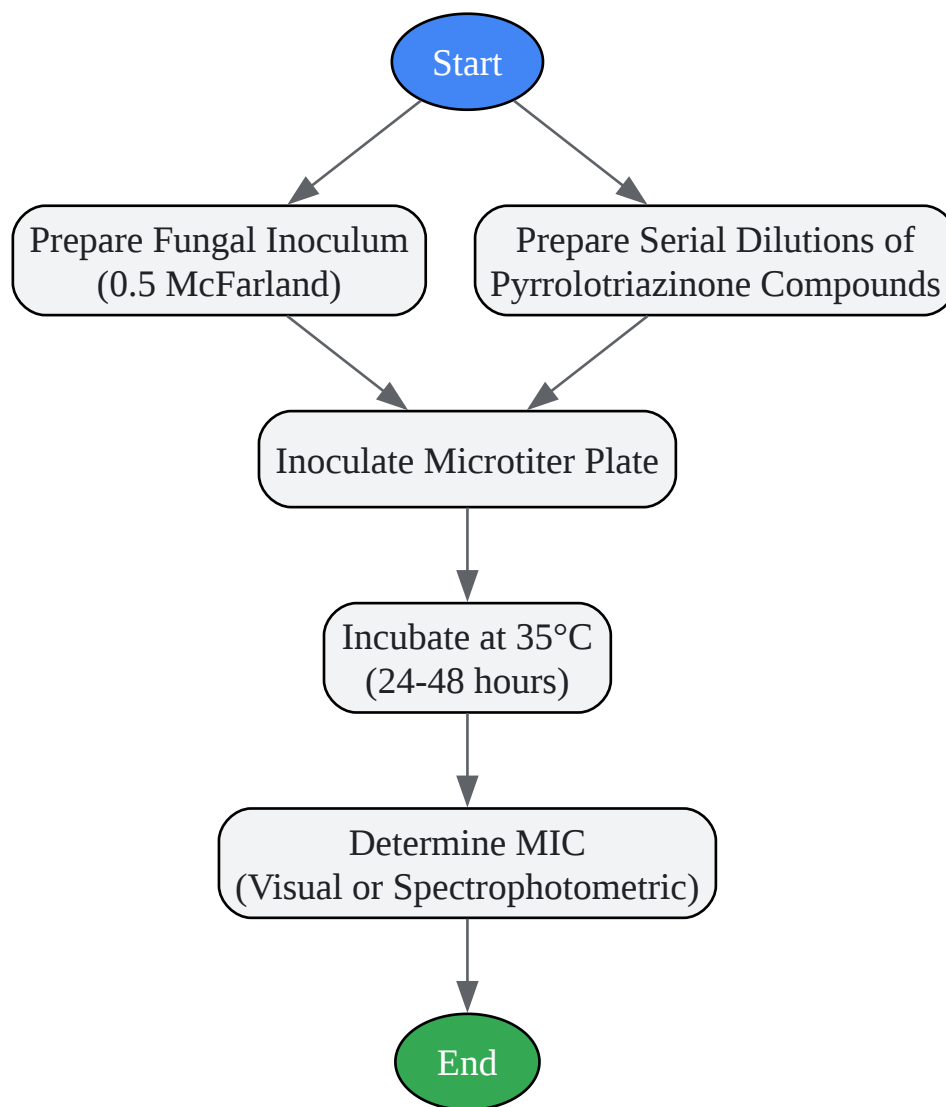 Start
Prepare Fungal Inoculum
(0.5 McFarland)
Prepare Serial Dilutions of
Pyrrolotriazinone Compounds
Inoculate Microtiter Plate
Incubate at 35°C
(24-48 hours)
Determine MIC
(Visual or Spectrophotometric)
End